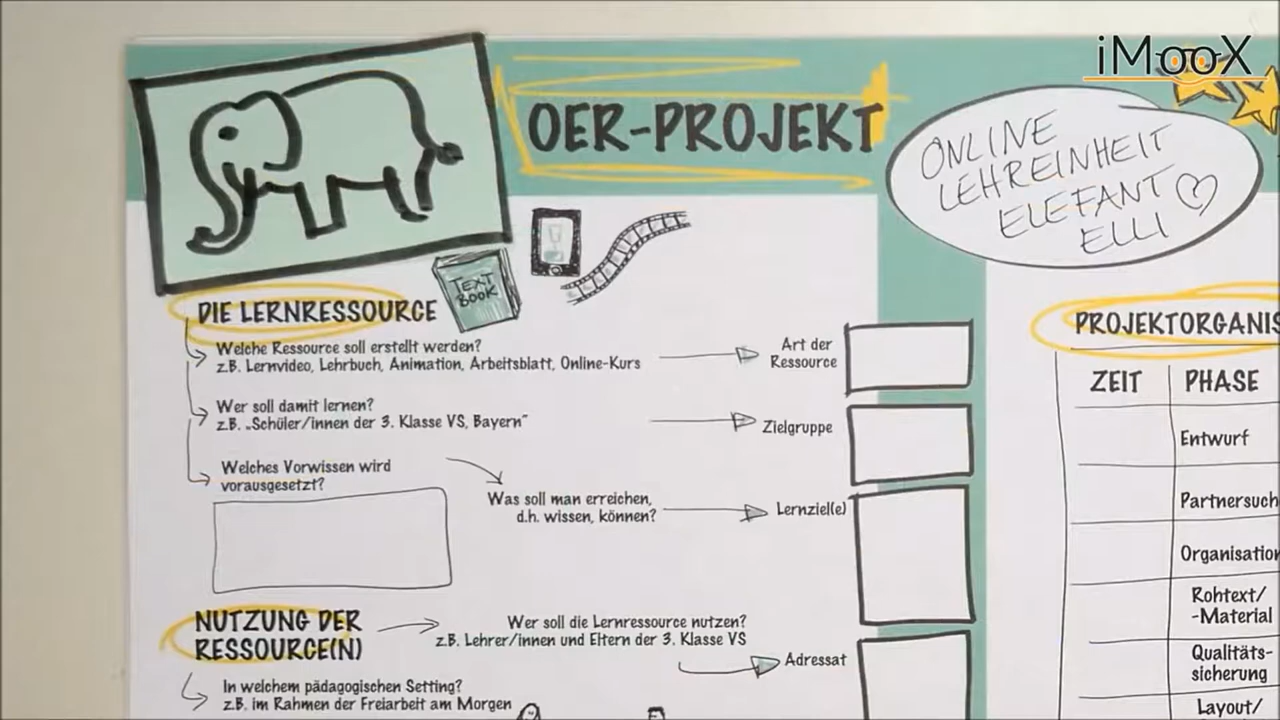 iMooX
OER-PROJEKT
ONLINE
LEHREINHEIT
ELEFANT
ELLI
TEXT
BOOK
DIE LERNRESSOURCE
Welche Ressource soll erstellt werden?
z.B. Lernvideo, Lehrbuch, Animation, Arbeitsblatt, Online-Kurs
Art der
Ressource
Wer soll damit lernen?
z.B. „Schüler/innen der 3. Klasse VS, Bayern"
Zielgruppe
Welches Vorwissen wird
vorausgesetzt?
Was soll man erreichen,
d.h. wissen, können?
Lernziel(e)
NUTZUNG DER
RESSOURCE(N)
Wer soll die Lernressource nutzen?
z.B. Lehrer/innen und Eltern der 3. Klasse VS
Adressat
In welchem pädagogischen Setting?
z.B. im Rahmen der Freiarbeit am Morgen
PROJEKTORGANIS
ZEIT PHASE
Entwurf
Partnersuch
Organisation
Rohtext/
-Material
Qualitäts-
sicherung
Layout/